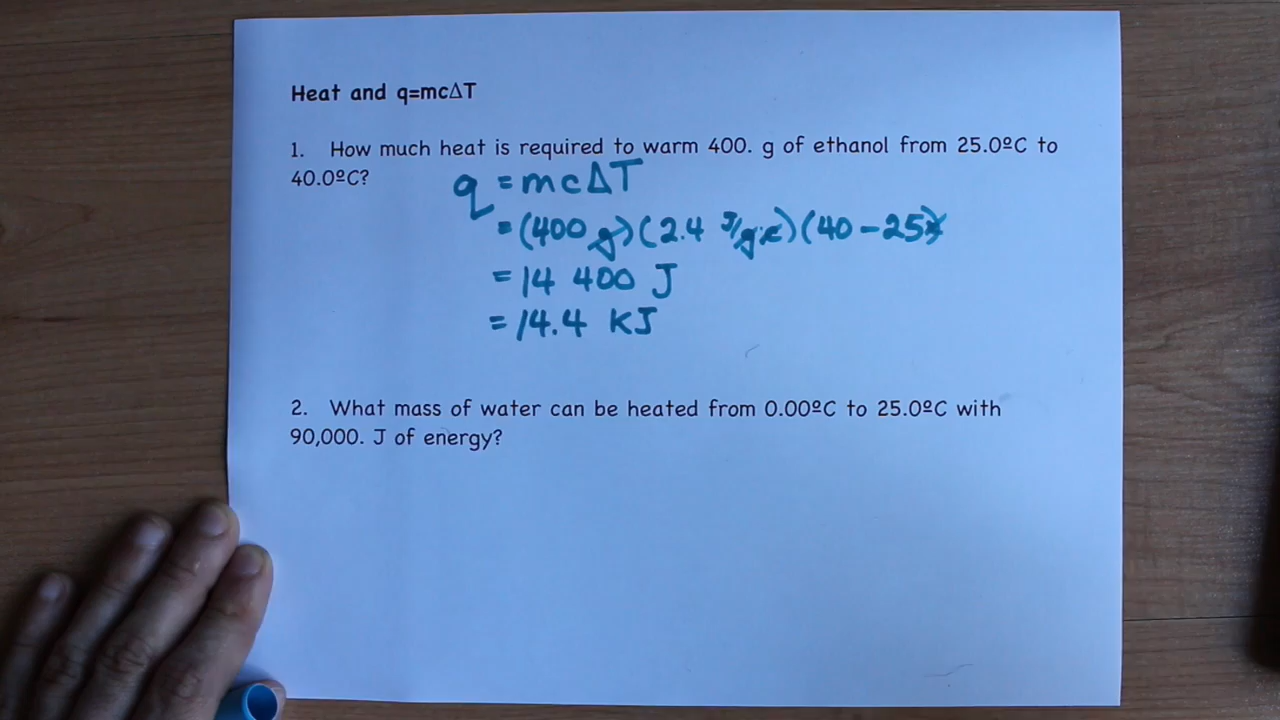 Heat and q=mcΔT
1. How much heat is required to warm 400. g of ethanol from 25.0ºC to
40.0ºC?
q = mcΔT
= (400 g)(2.4 J/g·c)(40 - 25)
= 14 400 J
= 14.4 KJ
2. What mass of water can be heated from 0.00ºC to 25.0ºC with
90,000. J of energy?